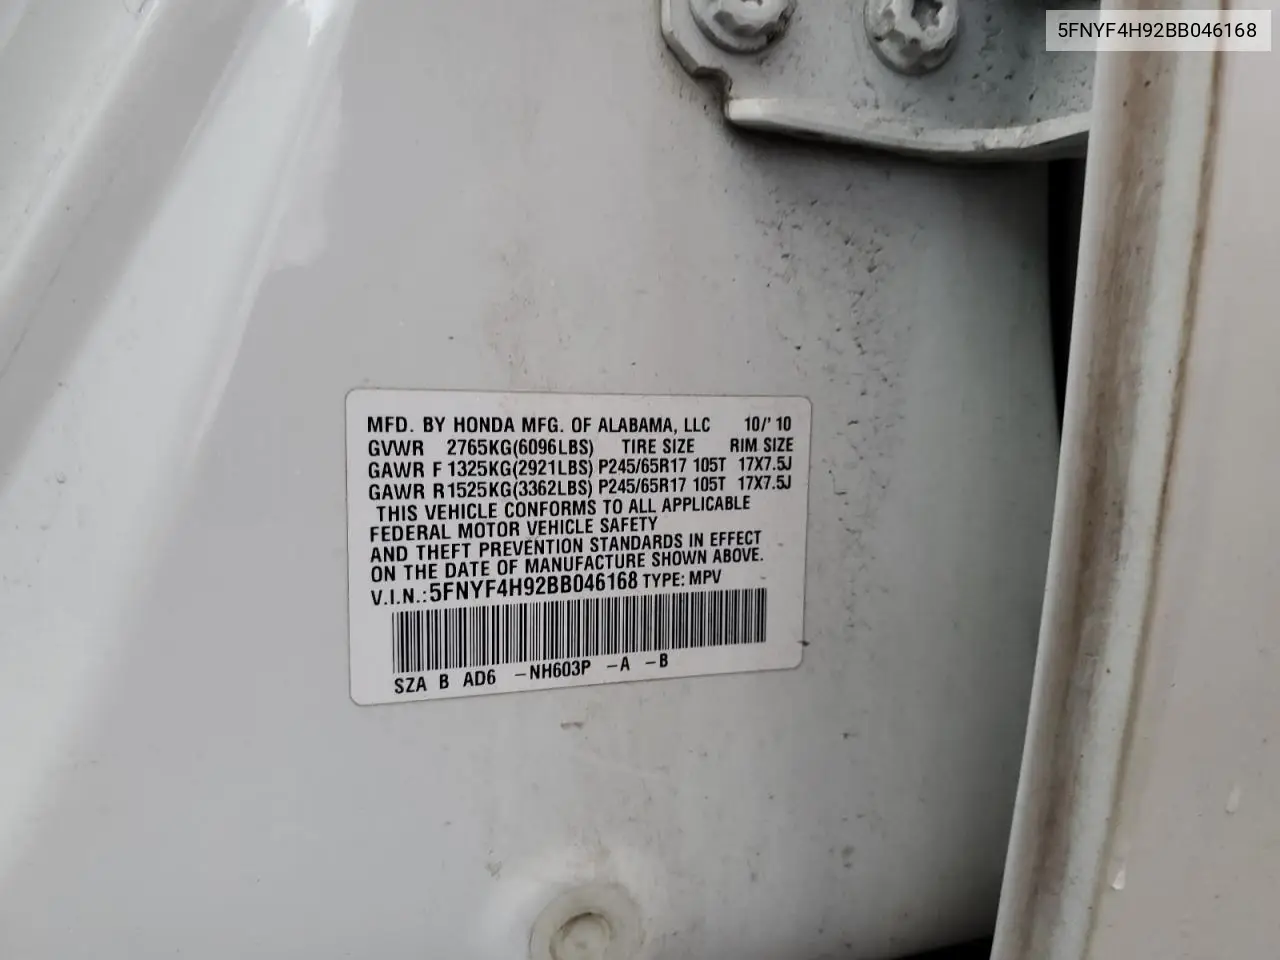 5FNYF4H92BB046168
MFD. BY HONDA MFG. OF ALABAMA, LLC 10/'10
GVWR 2765KG(6096LBS) TIRE SIZE RIM SIZE
GAWR F 1325KG(2921LBS) P245/65R17 105T 17X7.5J
GAWR R1525KG(3362LBS) P245/65R17 105T 17X7.5J
THIS VEHICLE CONFORMS TO ALL APPLICABLE
FEDERAL MOTOR VEHICLE SAFETY
AND THEFT PREVENTION STANDARDS IN EFFECT
ON THE DATE OF MANUFACTURE SHOWN ABOVE.
V.I.N.:5FNYF4H92BB046168 TYPE: MPV
SZA B AD6 -NH603P -A -B